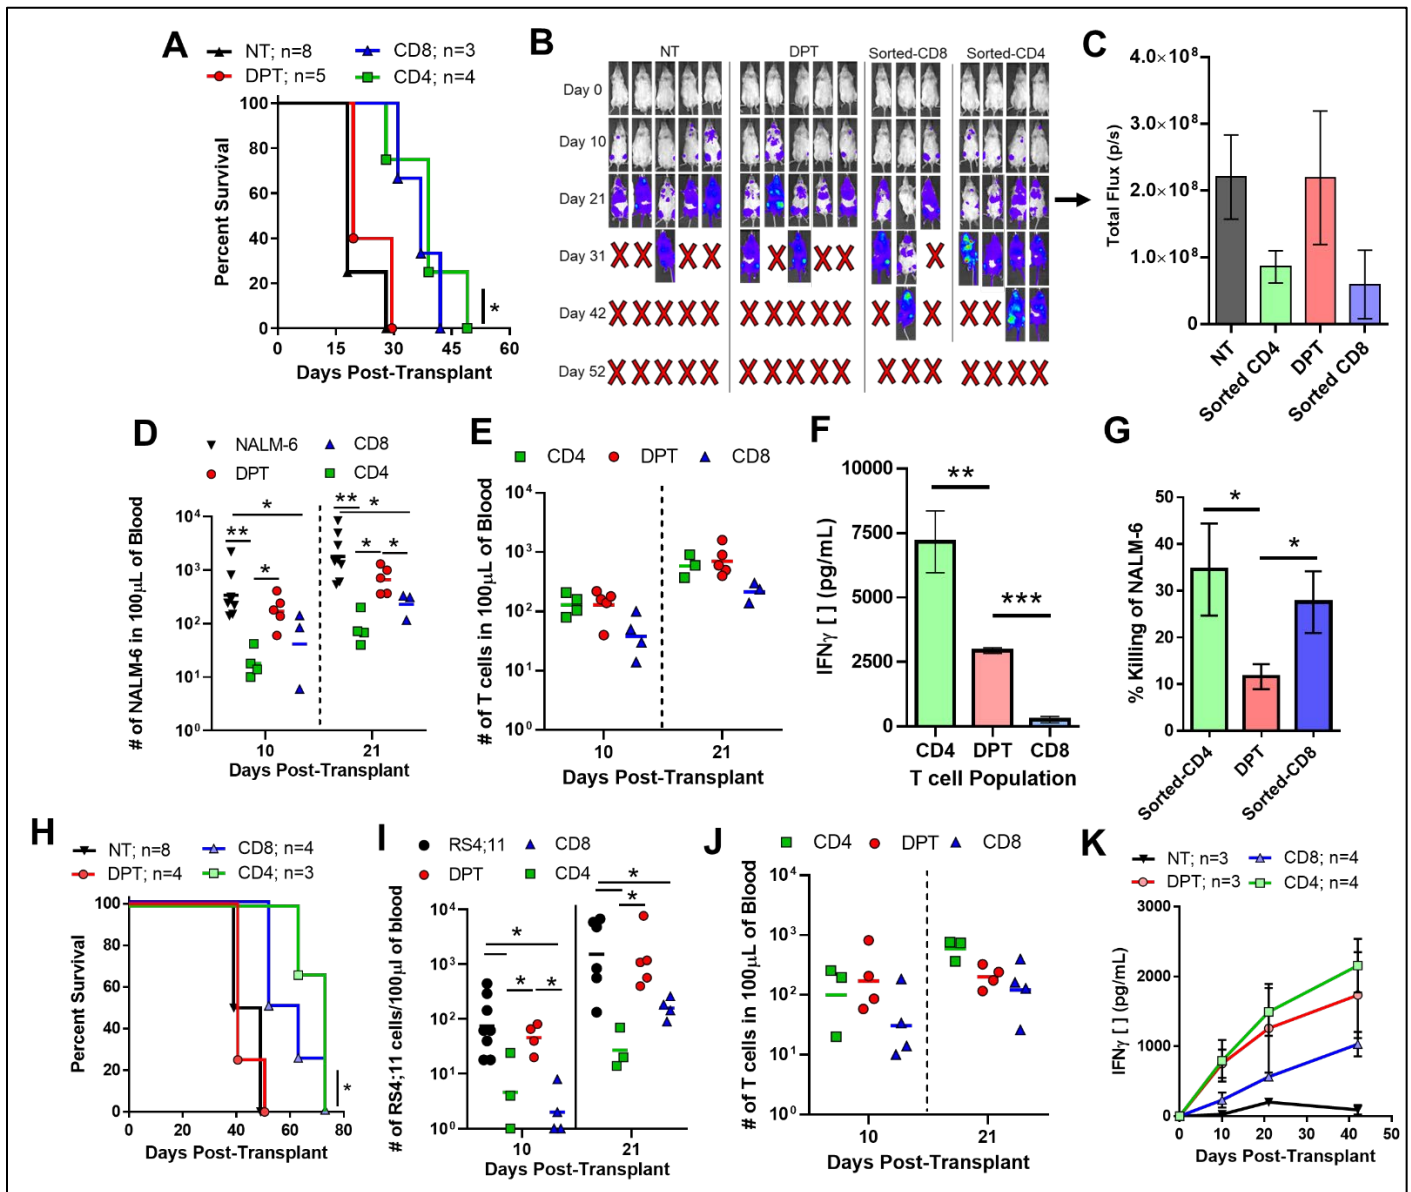 A
NT; n=8
CD8; n=3
DPT; n=5
CD4; n=4
Percent Survival
100
80
60
40
20
0
0 15 30 45 60
*
Days Post-Transplant
B
NT DPT Sorted-CD8 Sorted-CD4
Day 0
Day 10
Day 21
Day 31
Day 42
Day 52
C
Total Flux (p/s)
4.0×10⁸
3.0×10⁸
2.0×10⁸
1.0×10⁸
0
NT
Sorted CD4
DPT
Sorted CD8
D
NALM-6
CD8
DPT
CD4
# of NALM-6 in 100µL of Blood
10⁴
10³
10²
10¹
10⁰
** * *
** * * *
10 21
Days Post-Transplant
E
CD4 DPT CD8
# of T cells in 100µL of Blood
10⁴
10³
10²
10¹
10⁰
10 21
Days Post-Transplant
F
IFNγ [ ] (pg/mL)
10000
7500
5000
2500
0
**
***
CD4 DPT CD8
T cell Population
G
% Killing of NALM-6
50
40
30
20
10
0
*
*
Sorted-CD4
DPT
Sorted-CD8
H
NT; n=8
CD8; n=4
DPT; n=4
CD4; n=3
Percent Survival
100
80
60
40
20
0
0 20 40 60 80
*
Days Post-Transplant
I
RS4;11
CD8
DPT
CD4
# of RS4;11 cells/100µl of blood
10⁴
10³
10²
10¹
10⁰
* * *
* *
10 21
Days Post-Transplant
J
CD4 DPT CD8
# of T cells in 100µL of Blood
10⁴
10³
10²
10¹
10⁰
10 21
Days Post-Transplant
K
NT; n=3
CD8; n=4
DPT; n=3
CD4; n=4
IFNγ [ ] (pg/mL)
3000
2000
1000
0
0 10 20 30 40 50
Days Post-Transplant